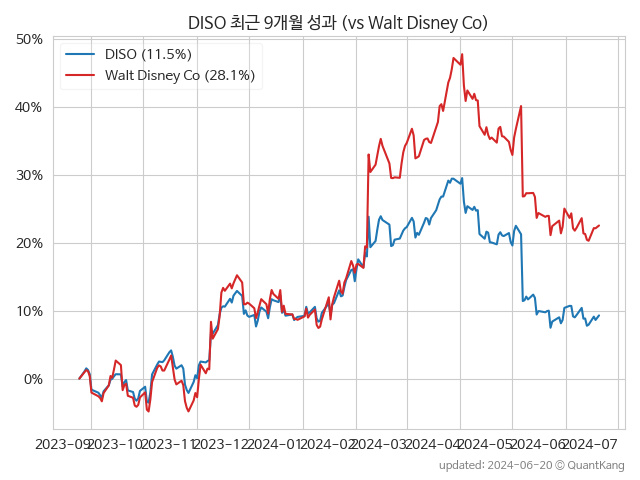 DISO 최근 9개월 성과 (vs Walt Disney Co)
DISO (11.5%)
Walt Disney Co (28.1%)
50%
40%
30%
20%
10%
0%
2023-09 2023-10 2023-11 2023-12 2024-01 2024-02 2024-03 2024-04 2024-05 2024-06 2024-07
updated: 2024-06-20 © QuantKang